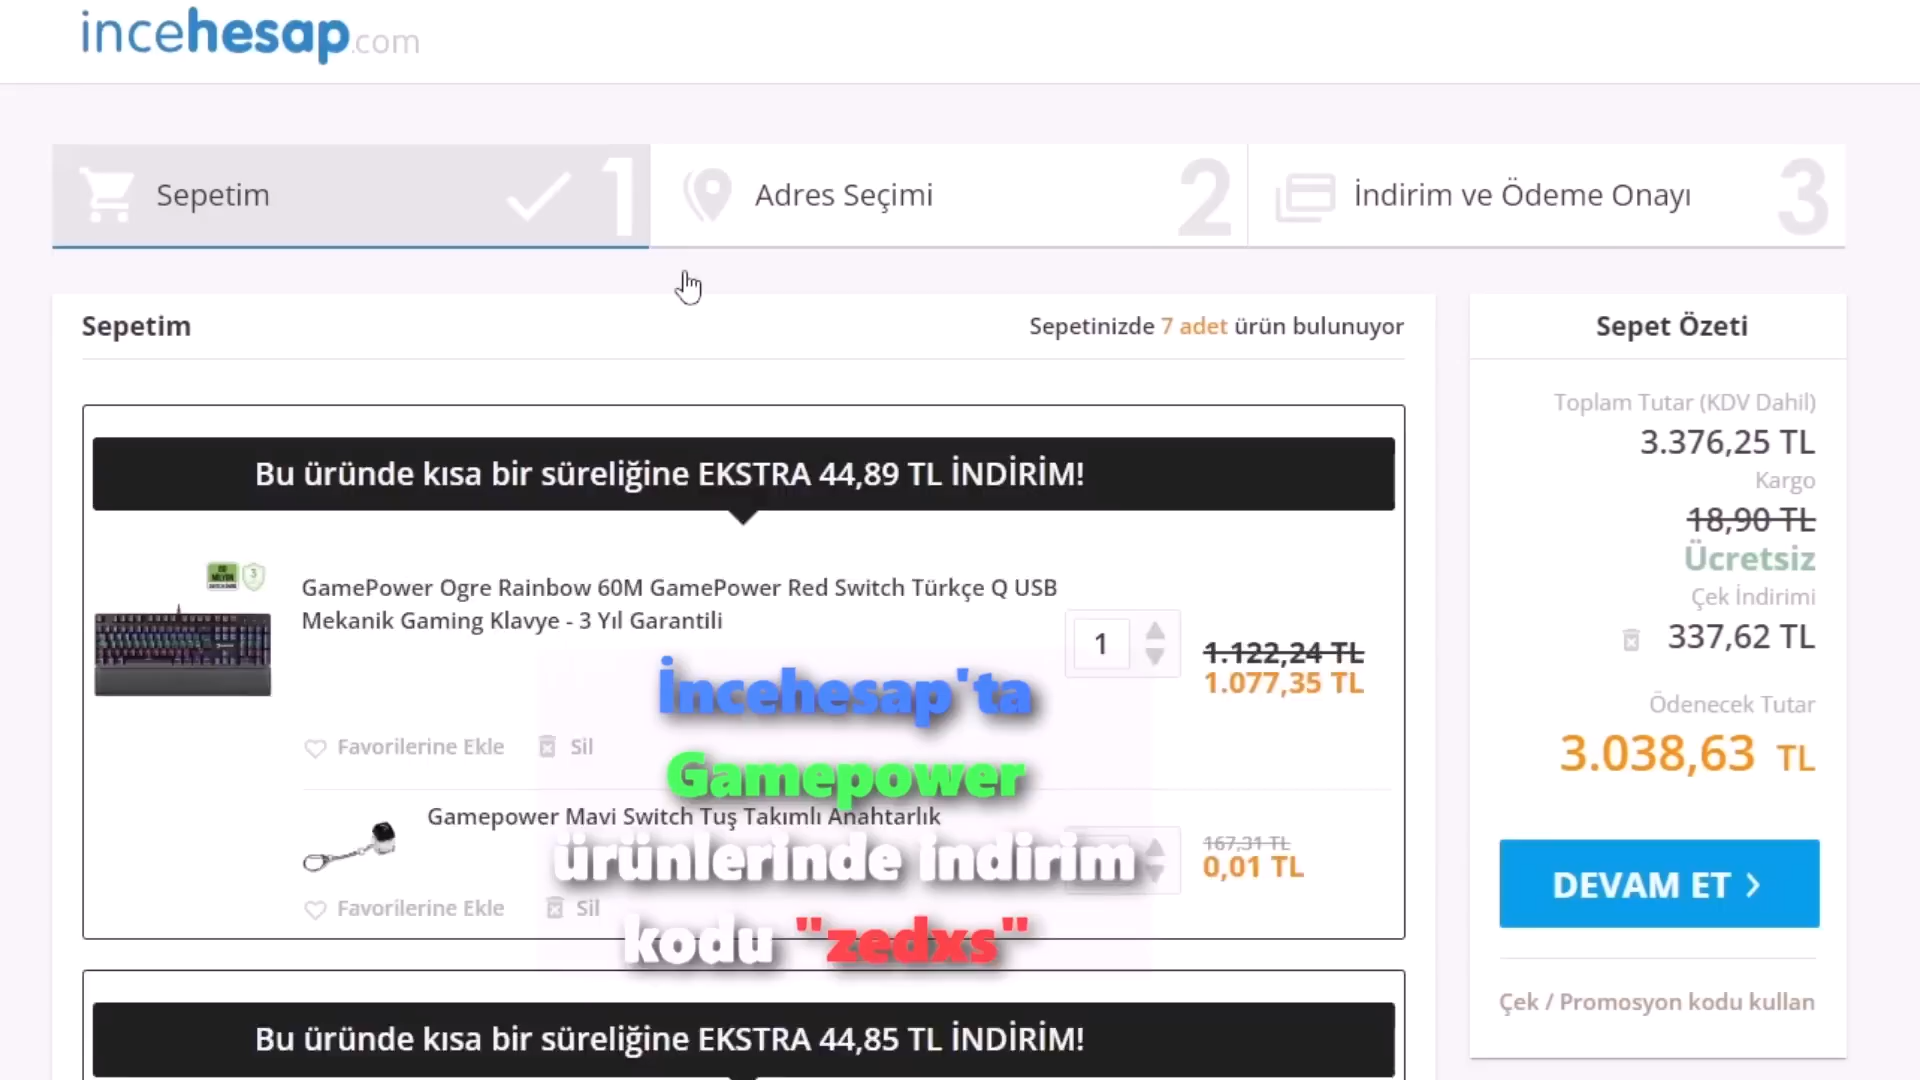 incehesap.com
Sepetim
1
Adres Seçimi
2
İndirim ve Ödeme Onayı
3
Sepetim
Sepetinizde 7 adet ürün bulunuyor
Bu üründe kısa bir süreliğine EKSTRA 44,89 TL İNDİRİM!
GamePower Ogre Rainbow 60M GamePower Red Switch Türkçe Q USB
Mekanik Gaming Klavye - 3 Yıl Garantili
1
1.122,24 TL
1.077,35 TL
Favorilerine Ekle
Sil
Gamepower Mavi Switch Tuş Takımlı Anahtarlık
167,31 TL
0,01 TL
Favorilerine Ekle
Sil
İncehesap'ta
Gamepower
ürünlerinde indirim
kodu "zedxs"
Bu üründe kısa bir süreliğine EKSTRA 44,85 TL İNDİRİM!
Sepet Özeti
Toplam Tutar (KDV Dahil)
3.376,25 TL
Kargo
18,90 TL
Ücretsiz
Çek İndirimi
337,62 TL
Ödenecek Tutar
3.038,63 TL
DEVAM ET
Çek / Promosyon kodu kullan